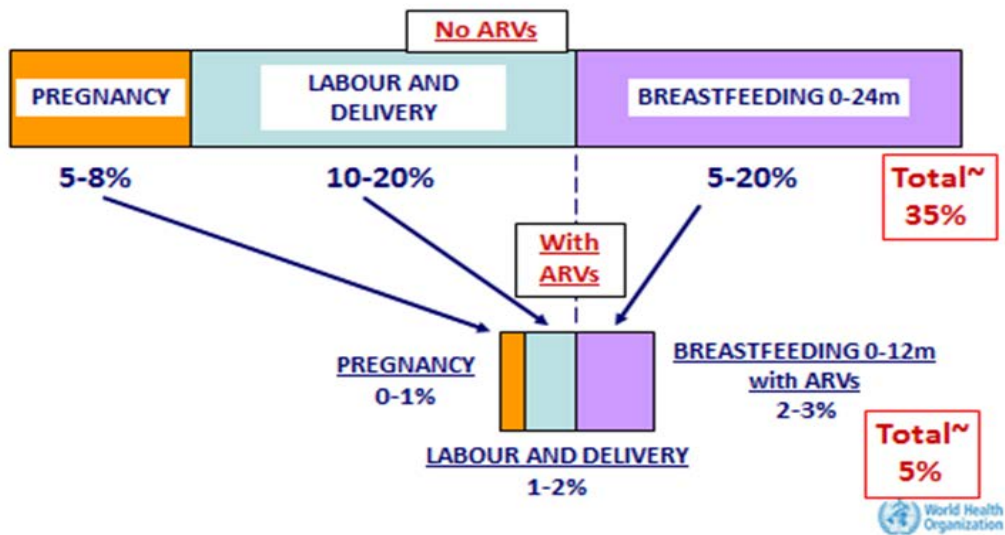 No ARVs
PREGNANCY
LABOUR AND
DELIVERY
BREASTFEEDING 0-24m
5-8%
10-20%
5-20%
Total~
35%
With
ARVs
PREGNANCY
0-1%
BREASTFEEDING 0-12m
with ARVs
2-3%
LABOUR AND DELIVERY
1-2%
Total~
5%
World Health
Organization